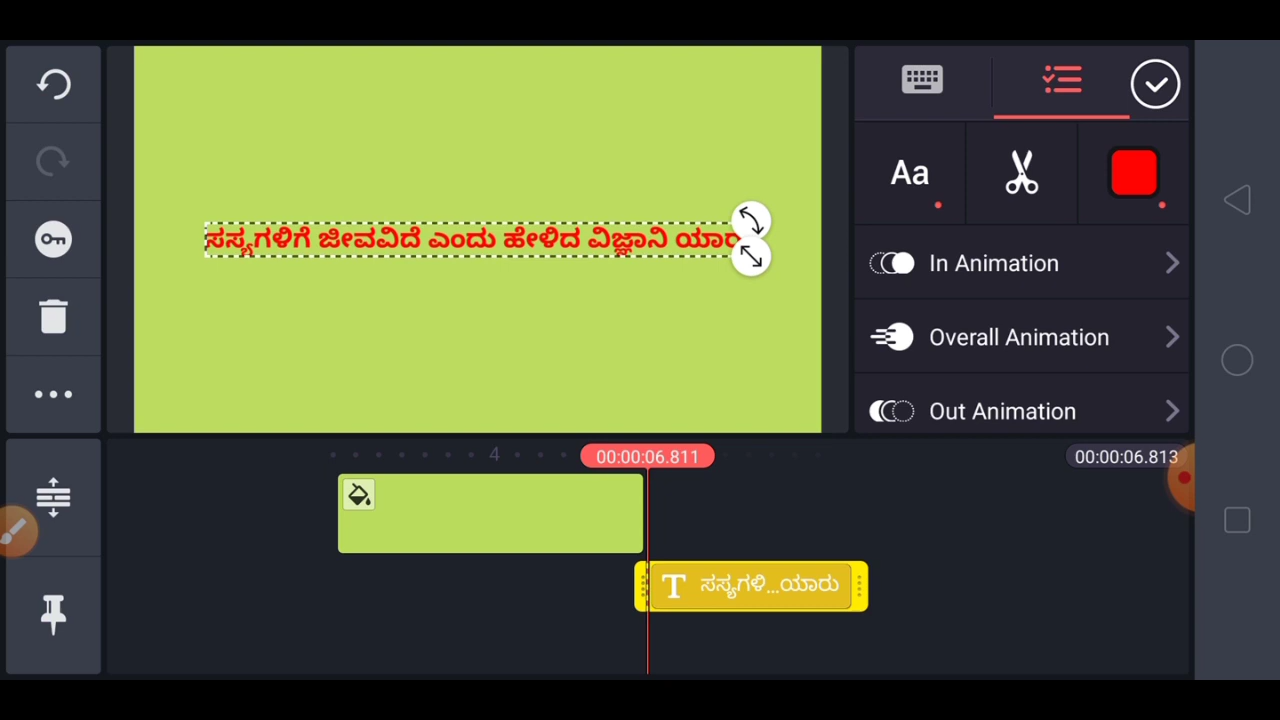 ಸಸ್ಯಗಳಿಗೆ ಜೀವವಿದೆ ಎಂದು ಹೇಳಿದ ವಿಜ್ಞಾನಿ ಯಾರು
Aa
In Animation
Overall Animation
Out Animation
4
00:00:06.811
00:00:06.813
T ಸಸ್ಯಗಳಿ...ಯಾರು